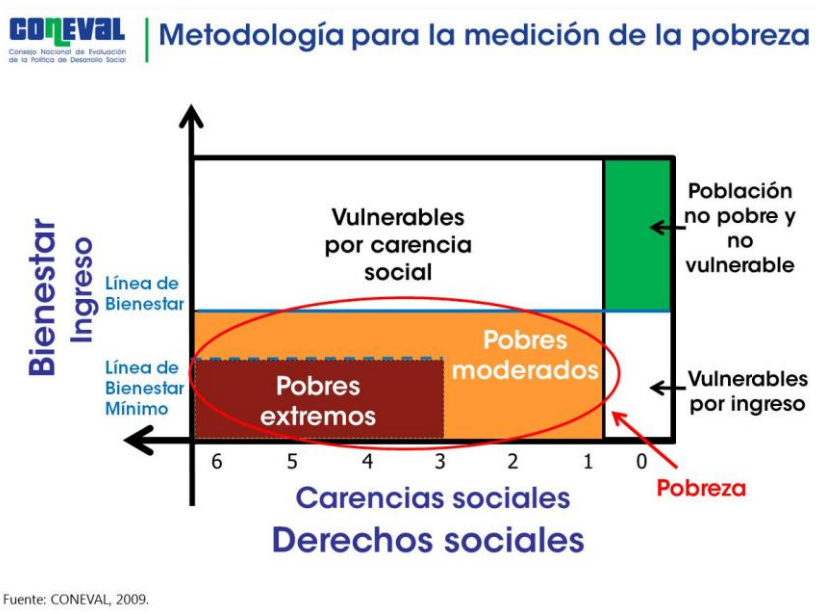 CONEVAL
Consejo Nacional de Evaluación
de la Política de Desarrollo Social
Metodología para la medición de la pobreza
Bienestar
Ingreso
Línea de
Bienestar
Línea de
Bienestar
Mínimo
Vulnerables
por carencia
social
Población
no pobre y
no
vulnerable
Pobres
moderados
Pobres
extremos
Vulnerables
por ingreso
6 5 4 3 2 1 0
Pobreza
Carencias sociales
Derechos sociales
Fuente: CONEVAL, 2009.